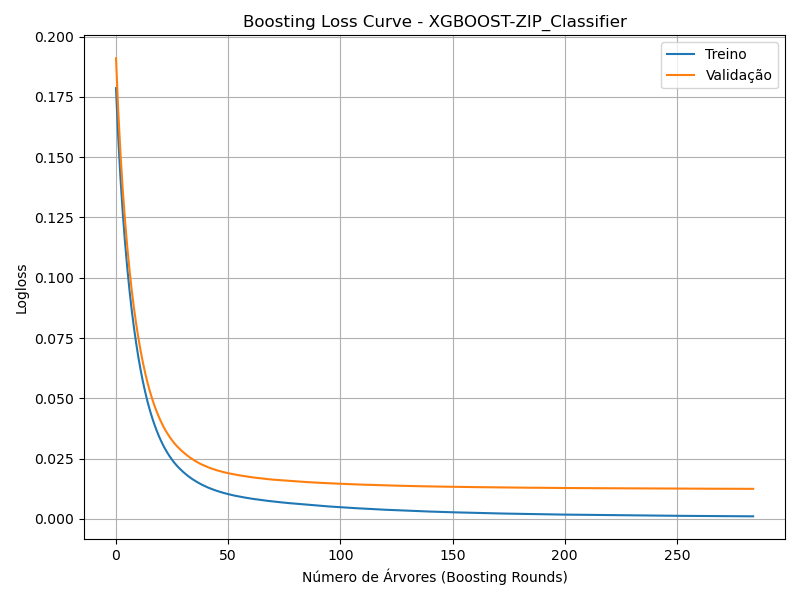 Boosting Loss Curve - XGBOOST-ZIP_Classifier
Treino
Validação
0.200
0.175
0.150
0.125
0.100
0.075
0.050
0.025
0.000
Logloss
0 50 100 150 200 250
Número de Árvores (Boosting Rounds)